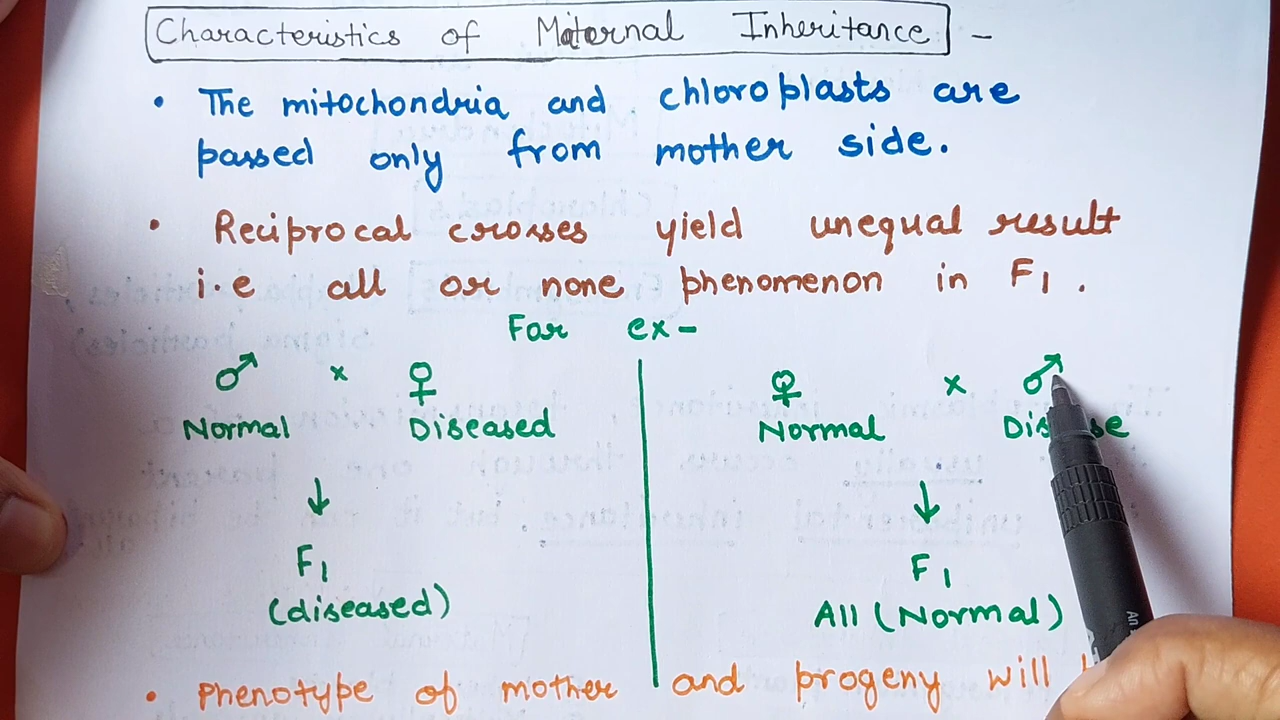 Characteristics of Maternal Inheritance -
• The mitochondria and chloroplasts are
passed only from mother side.
• Reciprocal crosses yield unequal result
i.e all or none phenomenon in F1.
For ex-
♂ x ♀
Normal Diseased
↓
F1
(diseased)
♀ x ♂
Normal
↓
F1
All (Normal)
• Phenotype of mother and progeny will